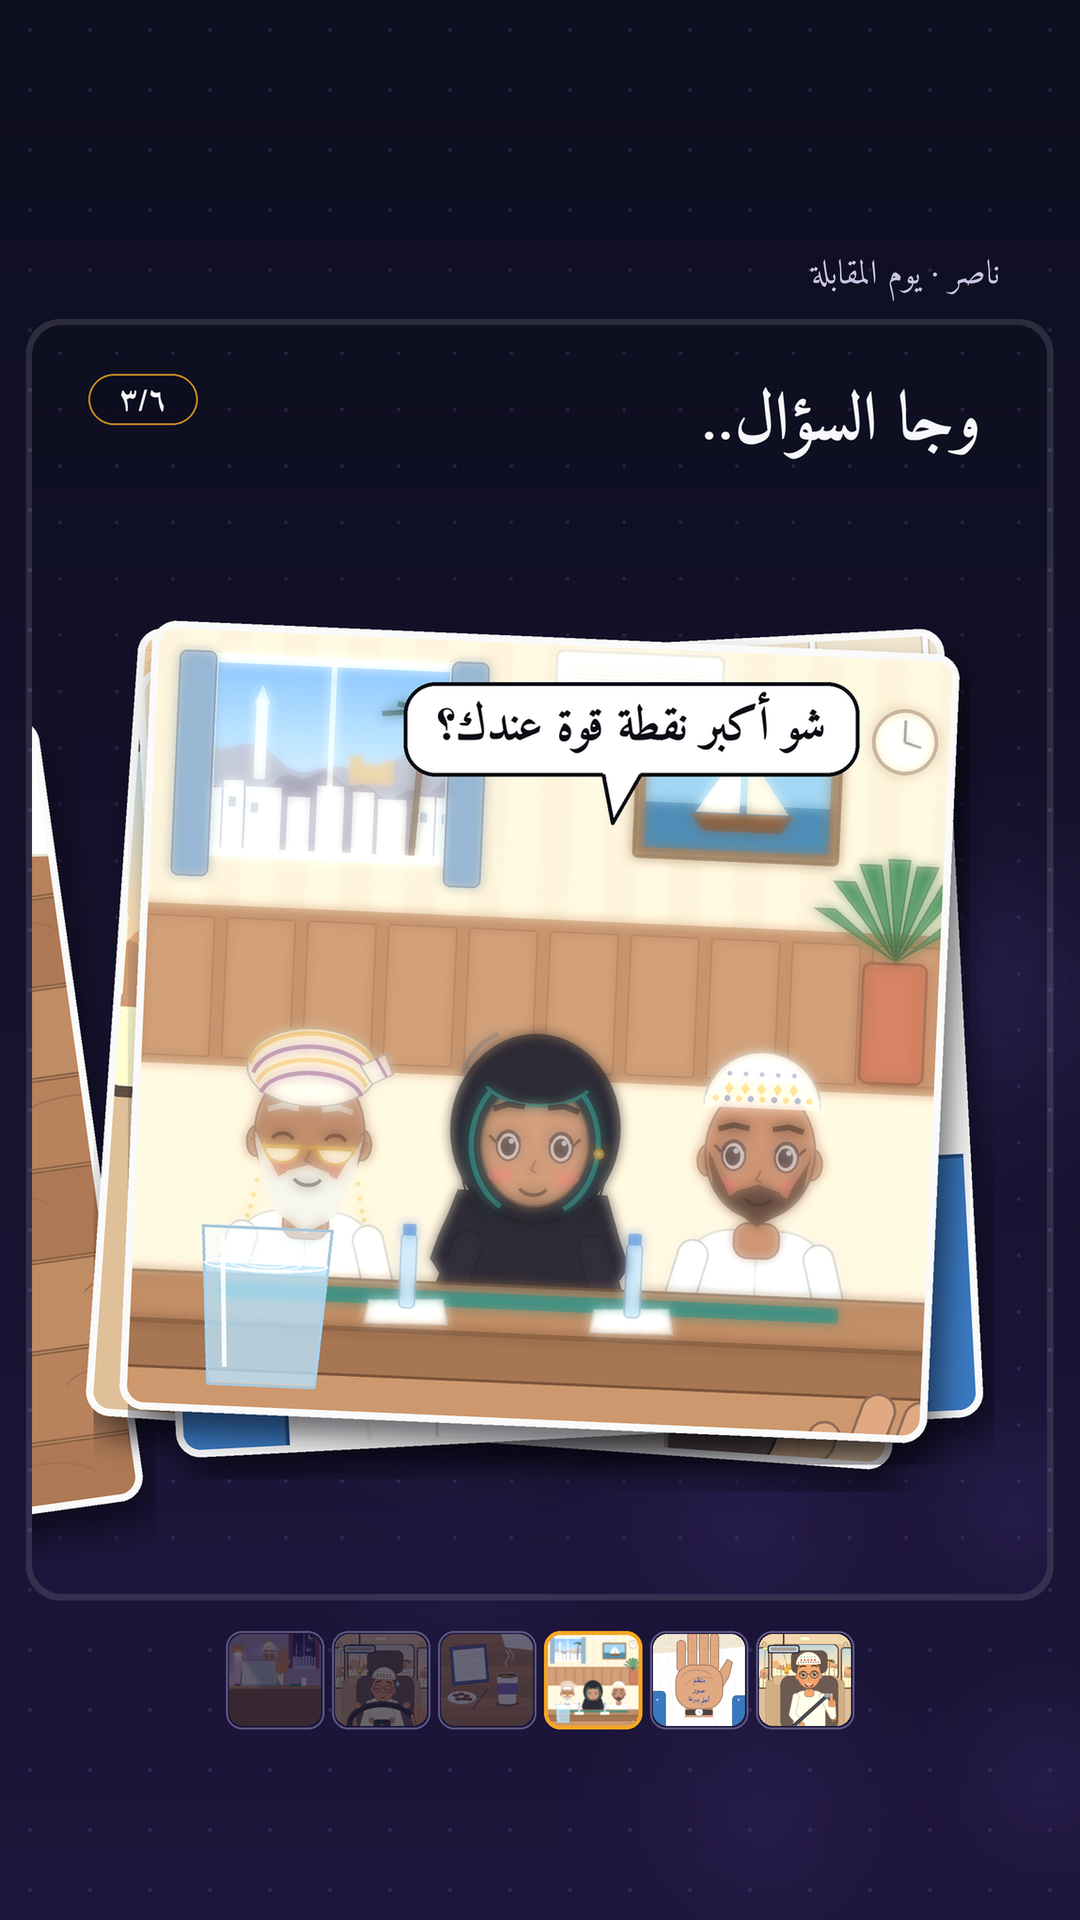 ناصر · يوم المقابلة
وجا السؤال..
٣/٦
شو أكبر نقطة قوة عندك؟